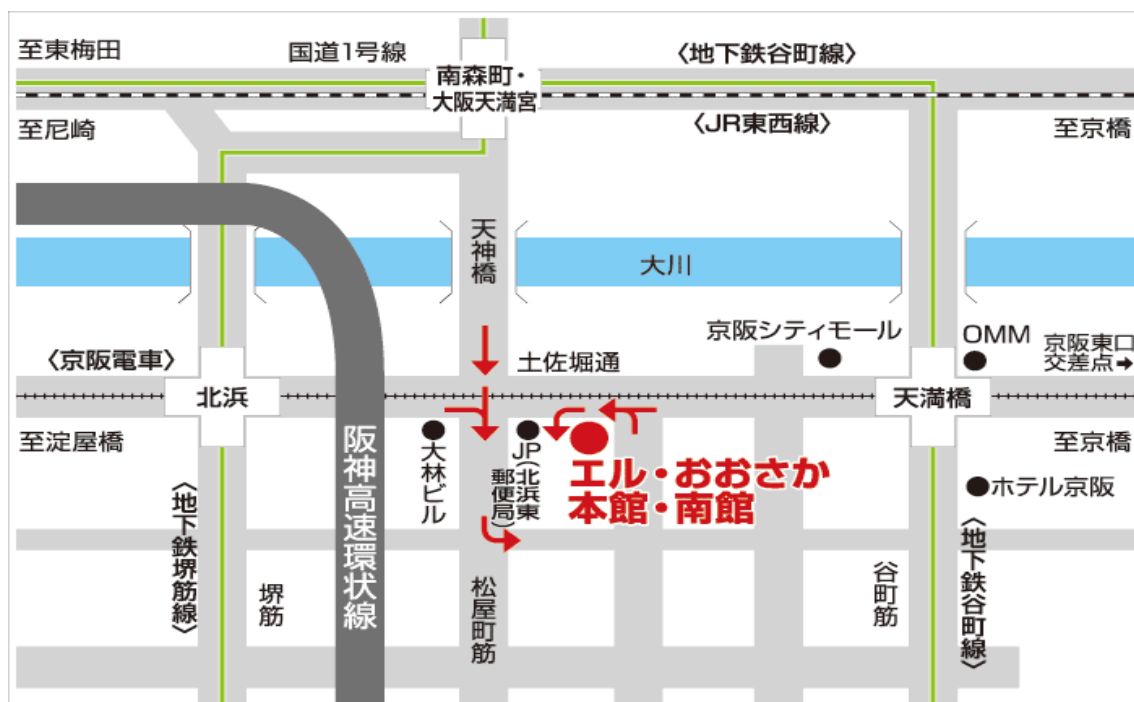 至東梅田
国道1号線
南森町・
大阪天満宮
〈地下鉄谷町線〉
至尼崎
〈JR東西線〉
至京橋
天神橋
大川
京阪シティモール
OMM
京阪東口
交差点➡
〈京阪電車〉
土佐堀通
北浜
天満橋
至淀屋橋
大林ビル
JP(北浜東
郵便局)
エル・おおさか
本館・南館
至京橋
ホテル京阪
〈地下鉄堺筋線〉
堺筋
阪神高速環状線
松屋町筋
谷町筋
〈地下鉄谷町線〉